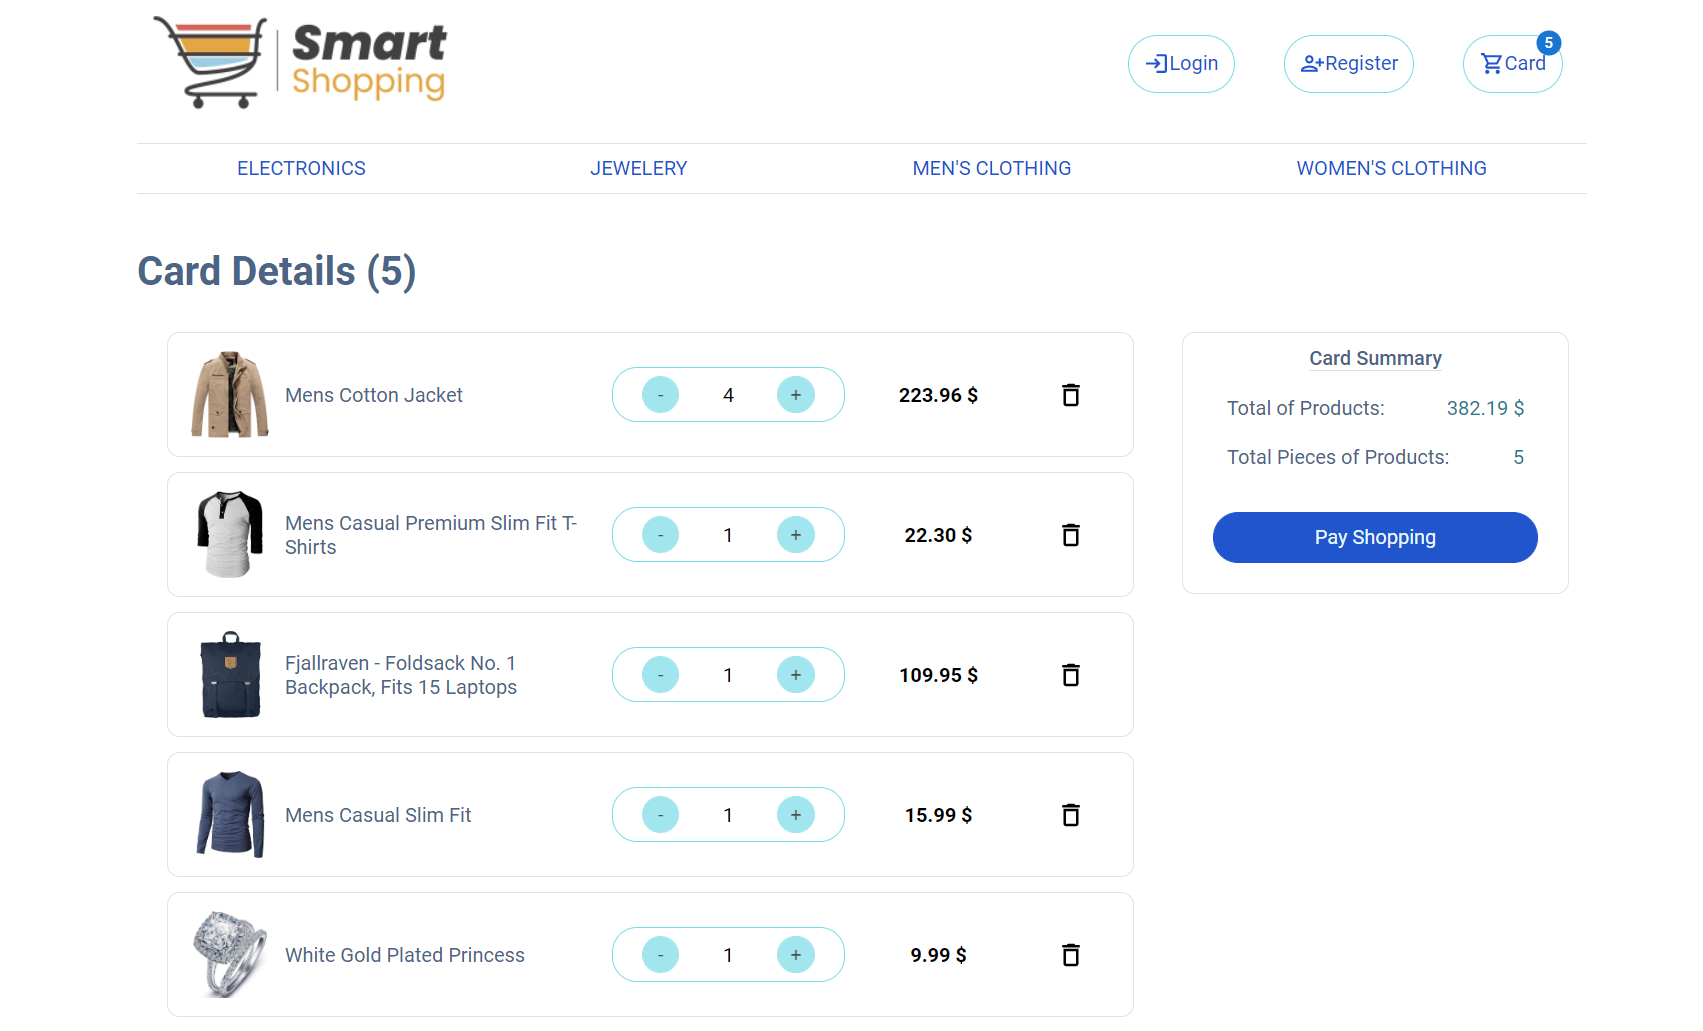 Smart
Shopping
Login
Register
Card
5
ELECTRONICS
JEWELERY
MEN'S CLOTHING
WOMEN'S CLOTHING
Card Details (5)
Mens Cotton Jacket
- 4 +
223.96 $
Mens Casual Premium Slim Fit T-
Shirts
- 1 +
22.30 $
Fjallraven - Foldsack No. 1
Backpack, Fits 15 Laptops
- 1 +
109.95 $
Mens Casual Slim Fit
- 1 +
15.99 $
White Gold Plated Princess
- 1 +
9.99 $
Card Summary
Total of Products: 382.19 $
Total Pieces of Products: 5
Pay Shopping